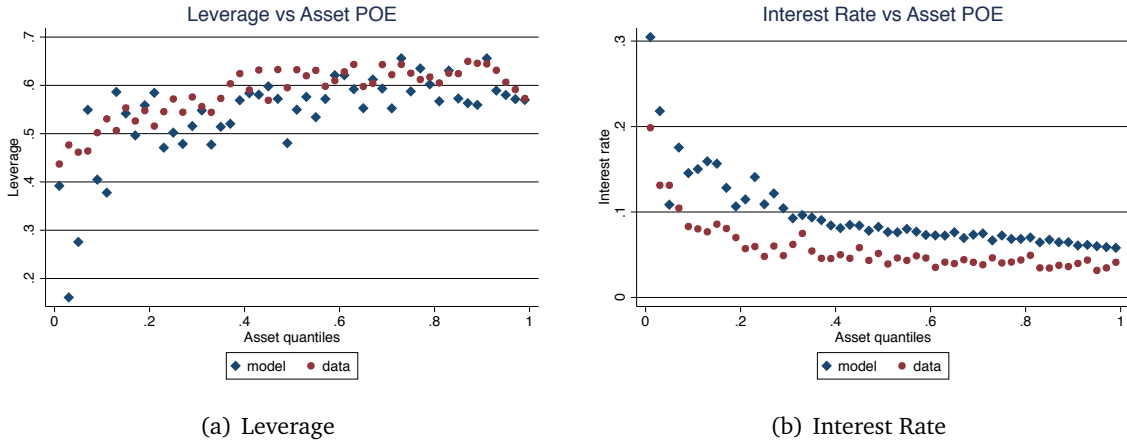 Leverage vs Asset POE
Leverage
.7
.6
.5
.4
.3
.2
0 .2 .4 .6 .8 1
Asset quantiles
model data
(a) Leverage
Interest Rate vs Asset POE
Interest rate
.3
.2
.1
0
0 .2 .4 .6 .8 1
Asset quantiles
model data
(b) Interest Rate